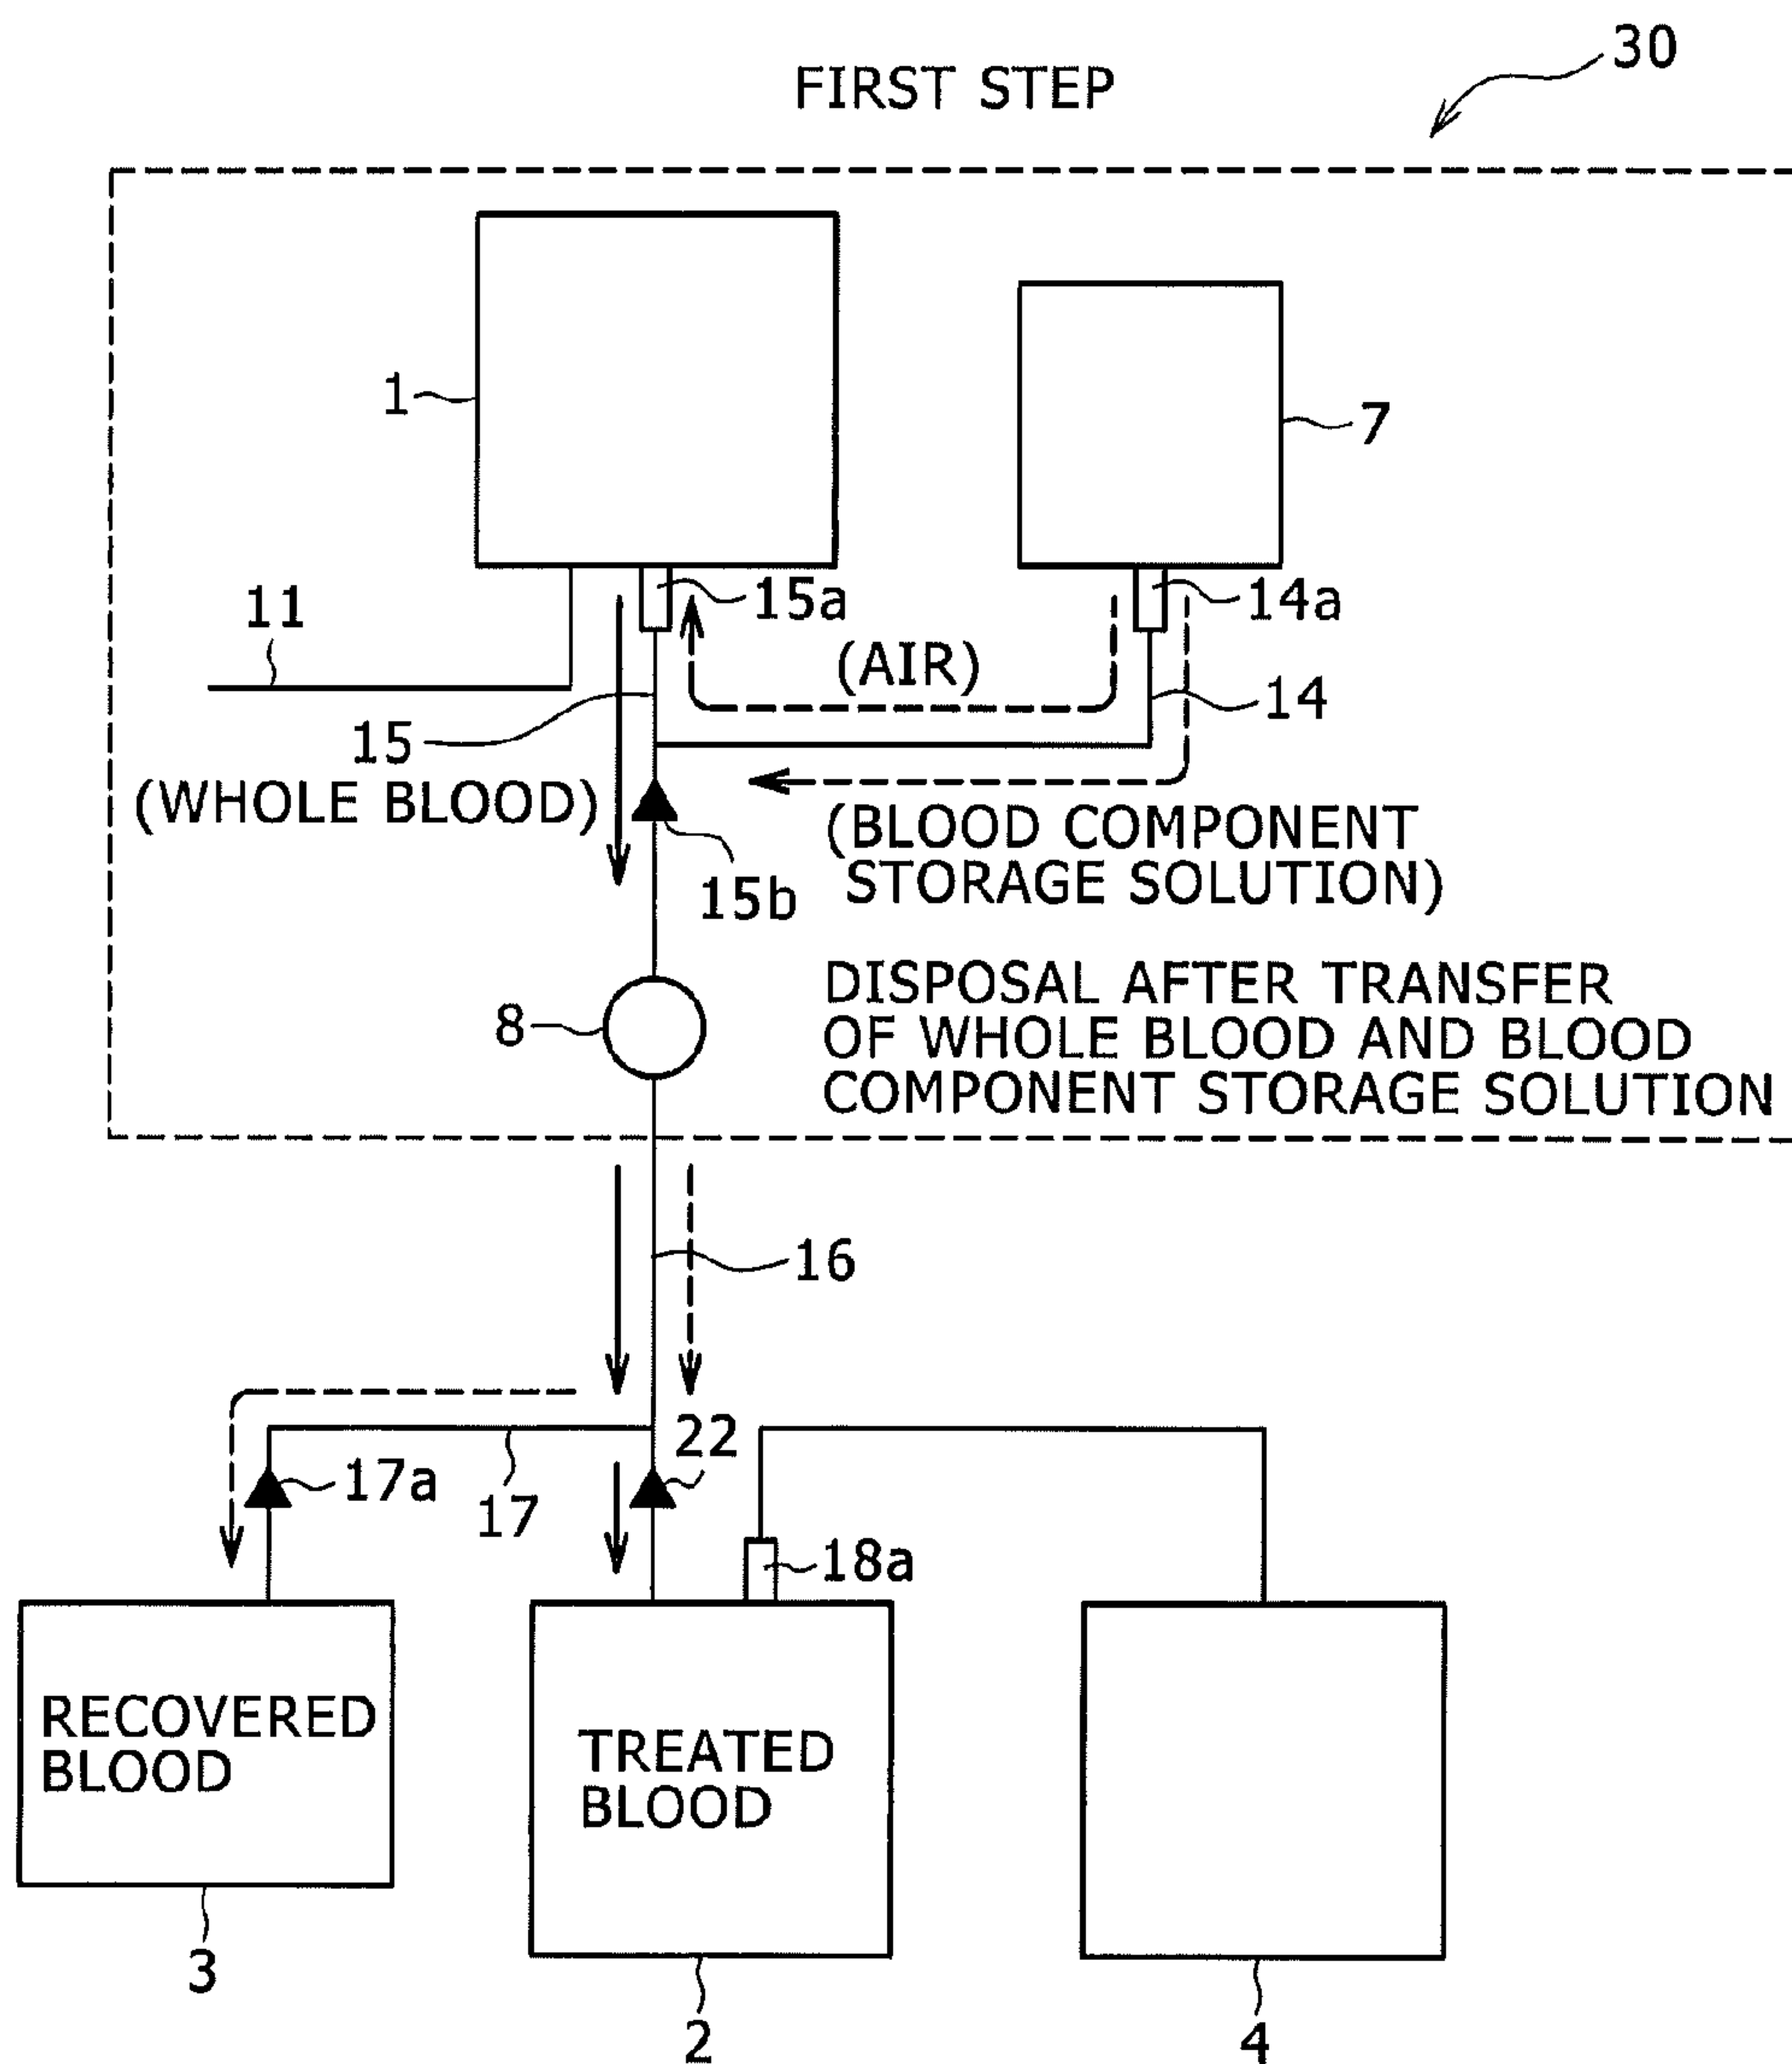 FIRST STEP
30
1
7
15a
14a
11
(AIR)
14
15
(WHOLE BLOOD)
(BLOOD COMPONENT
STORAGE SOLUTION)
15b
DISPOSAL AFTER TRANSFER
OF WHOLE BLOOD AND BLOOD
COMPONENT STORAGE SOLUTION
8
16
22
17a
17
18a
RECOVERED
BLOOD
TREATED
BLOOD
3
2
4